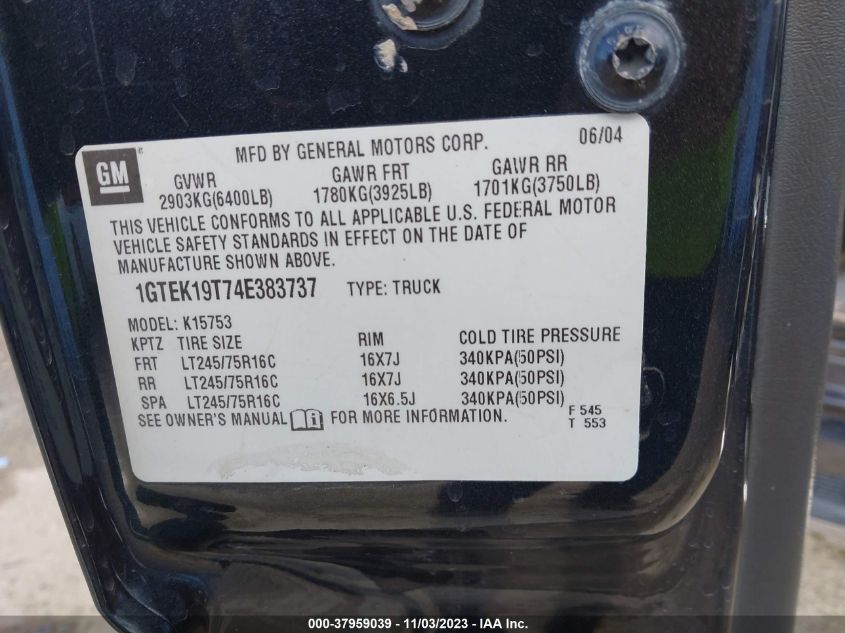 GM
MFD BY GENERAL MOTORS CORP. 06/04
GVWR GAWR FRT GAWR RR
2903KG(6400LB) 1780KG(3925LB) 1701KG(3750LB)
THIS VEHICLE CONFORMS TO ALL APPLICABLE U.S. FEDERAL MOTOR
VEHICLE SAFETY STANDARDS IN EFFECT ON THE DATE OF
MANUFACTURE SHOWN ABOVE.
1GTEK19T74E383737 TYPE: TRUCK
MODEL: K15753
KPTZ TIRE SIZE RIM COLD TIRE PRESSURE
FRT LT245/75R16C 16X7J 340KPA(50PSI)
RR LT245/75R16C 16X7J 340KPA(50PSI)
SPA LT245/75R16C 16X6.5J 340KPA(50PSI)
SEE OWNER'S MANUAL i FOR MORE INFORMATION.
F 545
T 553
000-37959039 - 11/03/2023 - IAA Inc.